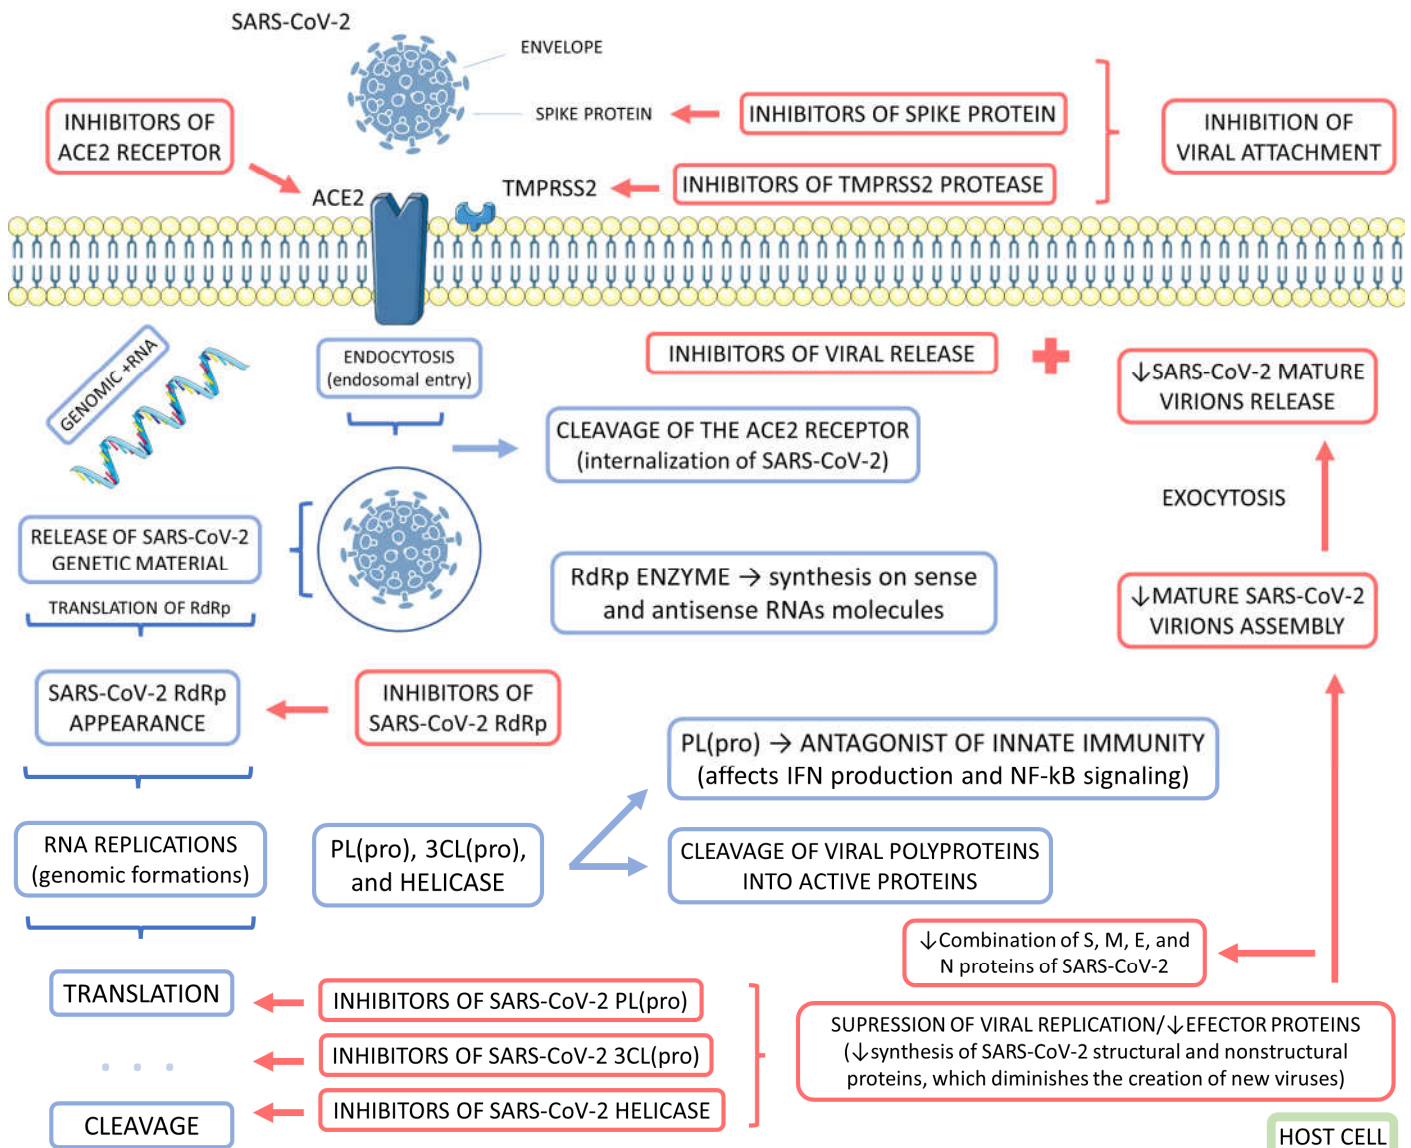 SARS-CoV-2
ENVELOPE
SPIKE PROTEIN
INHIBITORS OF SPIKE PROTEIN
INHIBITION OF
VIRAL ATTACHMENT
INHIBITORS OF
ACE2 RECEPTOR
ACE2
TMPRSS2
INHIBITORS OF TMPRSS2 PROTEASE
GENOMIC +RNA
ENDOCYTOSIS
(endosomal entry)
INHIBITORS OF VIRAL RELEASE
↓SARS-CoV-2 MATURE
VIRIONS RELEASE
CLEAVAGE OF THE ACE2 RECEPTOR
(internalization of SARS-CoV-2)
EXOCYTOSIS
RELEASE OF SARS-CoV-2
GENETIC MATERIAL
TRANSLATION OF RdRp
RdRp ENZYME → synthesis on sense
and antisense RNAs molecules
↓MATURE SARS-CoV-2
VIRIONS ASSEMBLY
SARS-CoV-2 RdRp
APPEARANCE
INHIBITORS OF
SARS-CoV-2 RdRp
PL(pro) → ANTAGONIST OF INNATE IMMUNITY
(affects IFN production and NF-kB signaling)
RNA REPLICATIONS
(genomic formations)
PL(pro), 3CL(pro),
and HELICASE
CLEAVAGE OF VIRAL POLYPROTEINS
INTO ACTIVE PROTEINS
↓Combination of S, M, E, and
N proteins of SARS-CoV-2
TRANSLATION
. . .
CLEAVAGE
INHIBITORS OF SARS-CoV-2 PL(pro)
INHIBITORS OF SARS-CoV-2 3CL(pro)
INHIBITORS OF SARS-CoV-2 HELICASE
SUPRESSION OF VIRAL REPLICATION/↓EFECTOR PROTEINS
(↓synthesis of SARS-CoV-2 structural and nonstructural
proteins, which diminishes the creation of new viruses)
HOST CELL